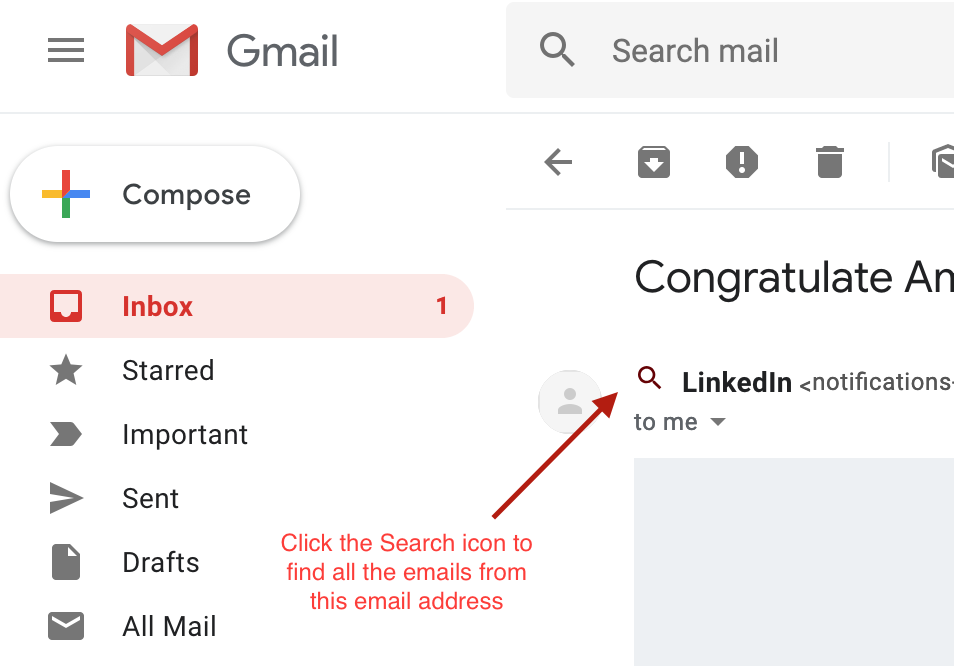 Gmail
Search mail
Compose
Inbox 1
Starred
Important
Sent
Drafts
All Mail
Congratulate Am
LinkedIn <notifications-
to me
Click the Search icon to
find all the emails from
this email address